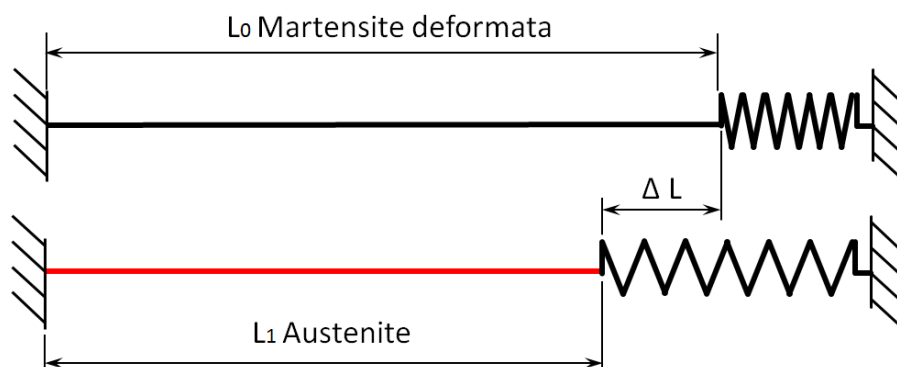 L₀ Martensite deformata
Δ L
L₁ Austenite